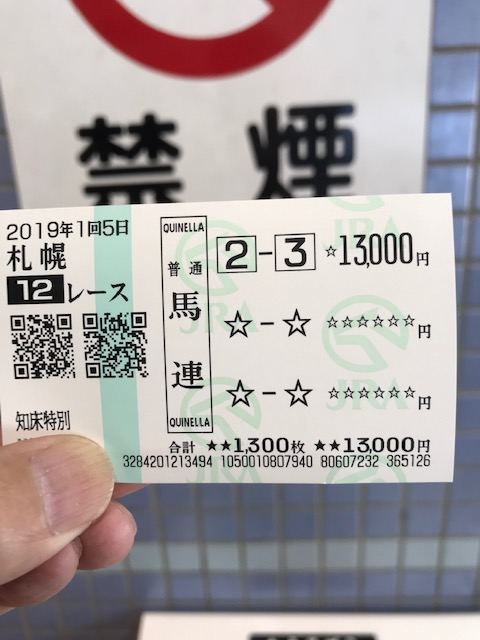 禁煙
2019年1回5日
札幌
12レース
知床特別
QUINELLA
普通
馬連
QUINELLA
2-3 ☆13,000円
☆-☆ ☆☆☆☆☆☆円
☆-☆ ☆☆☆☆☆☆円
合計 ★★1,300枚 ★★13,000円
3284201213494 1050010807940 80607232 365126
JRA
JRA
JRA